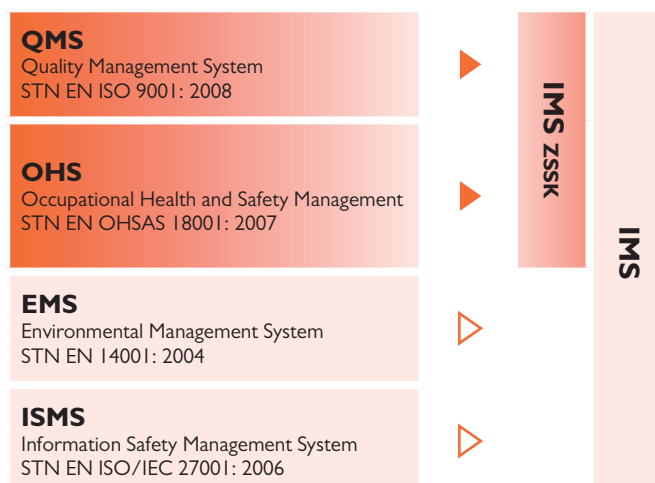 QMS
Quality Management System
STN EN ISO 9001: 2008
OHS
Occupational Health and Safety Management
STN EN OHSAS 18001: 2007
EMS
Environmental Management System
STN EN 14001: 2004
ISMS
Information Safety Management System
STN EN ISO/IEC 27001: 2006
IMS ZSSK
IMS